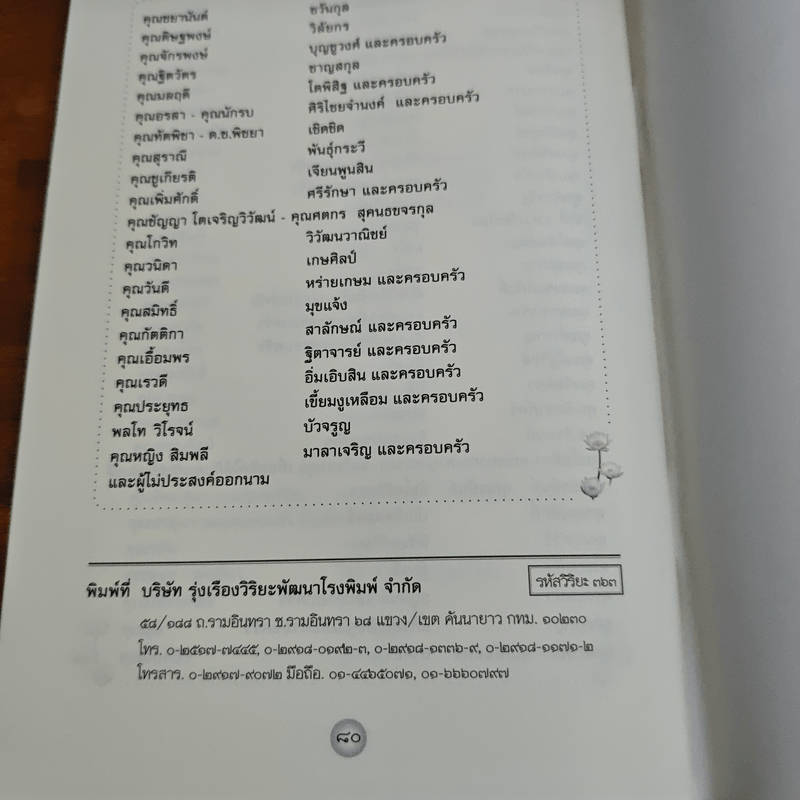 คุณชยานันต์ ชวันกุล
คุณดิษฐพงษ์ วิลัยกร
คุณจักรพงษ์ บุญชูวงศ์ และครอบครัว
คุณฐิตวัตร ชาญสกุล
คุณมลฤดี โตพิสิฐ และครอบครัว
คุณอรสา - คุณนักรบ ศิริไชยจำนงค์ และครอบครัว
คุณทัตพิชา - ด.ช.พิชยา เชิดชิด
คุณสุราณี พันธุ์กระวี
คุณชูเกียรติ เจียนพูนสิน
คุณเพิ่มศักดิ์ ศรีรักษา และครอบครัว
คุณชัญญา โตเจริญวิวัฒน์ - คุณศตกร สุคนธขจรกุล
คุณโกวิท วิวัฒนวาณิชย์
คุณวนิดา เกษศิลป์
คุณวันดี หร่ายเกษม และครอบครัว
คุณสมิทธิ์ มุขแจ้ง
คุณกัตติกา สาลักษณ์ และครอบครัว
คุณเอื้อมพร ฐิตาจารย์ และครอบครัว
คุณเรวดี อิ่มเอิบสิน และครอบครัว
คุณประยุทธ เขี้ยมงูเหลือม และครอบครัว
พลโท วิโรจน์ บัวจรูญ
คุณหญิง สิมพลี มาลาเจริญ และครอบครัว
และผู้ไม่ประสงค์ออกนาม
พิมพ์ที่ บริษัท รุ่งเรืองวิริยะพัฒนาโรงพิมพ์ จำกัด รหัสวิริยะ ๓๖๓
๕๘/๑๘๘ ถ.รามอินทรา ซ.รามอินทรา ๖๘ แขวง/เขต คันนายาว กทม. ๑๐๒๓๐
โทร. ๐-๒๕๑๗-๗๔๔๕, ๐-๒๙๑๘-๐๑๙๒-๓, ๐-๒๙๑๘-๑๓๓๖-๙, ๐-๒๙๑๘-๑๑๗๑-๒
โทรสาร. ๐-๒๙๑๗-๙๐๗๒ มือถือ. ๐๑-๔๔๖๕๐๗๑, ๐๑-๖๖๖๐๗๙๗
๘๐